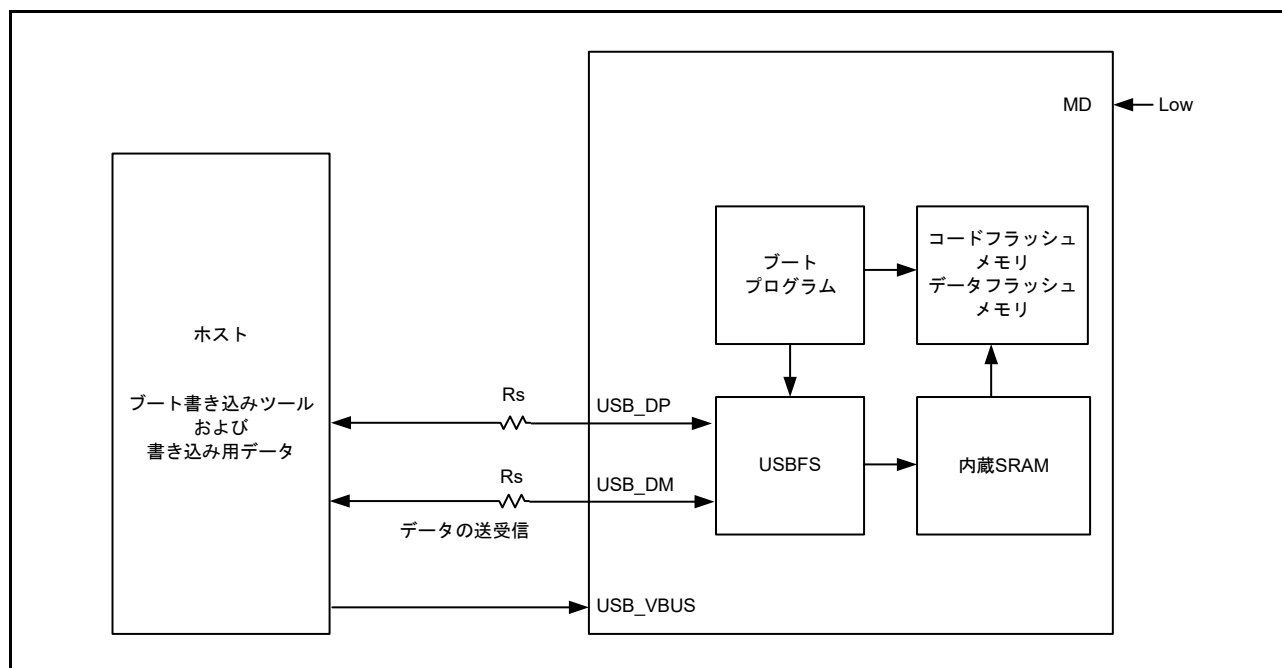 MD
Low
コードフラッシュ
メモリ
データフラッシュ
メモリ
ブート
プログラム
ホスト
ブート書き込みツール
および
書き込み用データ
Rs
USB_DP
USBFS
内蔵SRAM
Rs
USB_DM
データの送受信
USB_VBUS